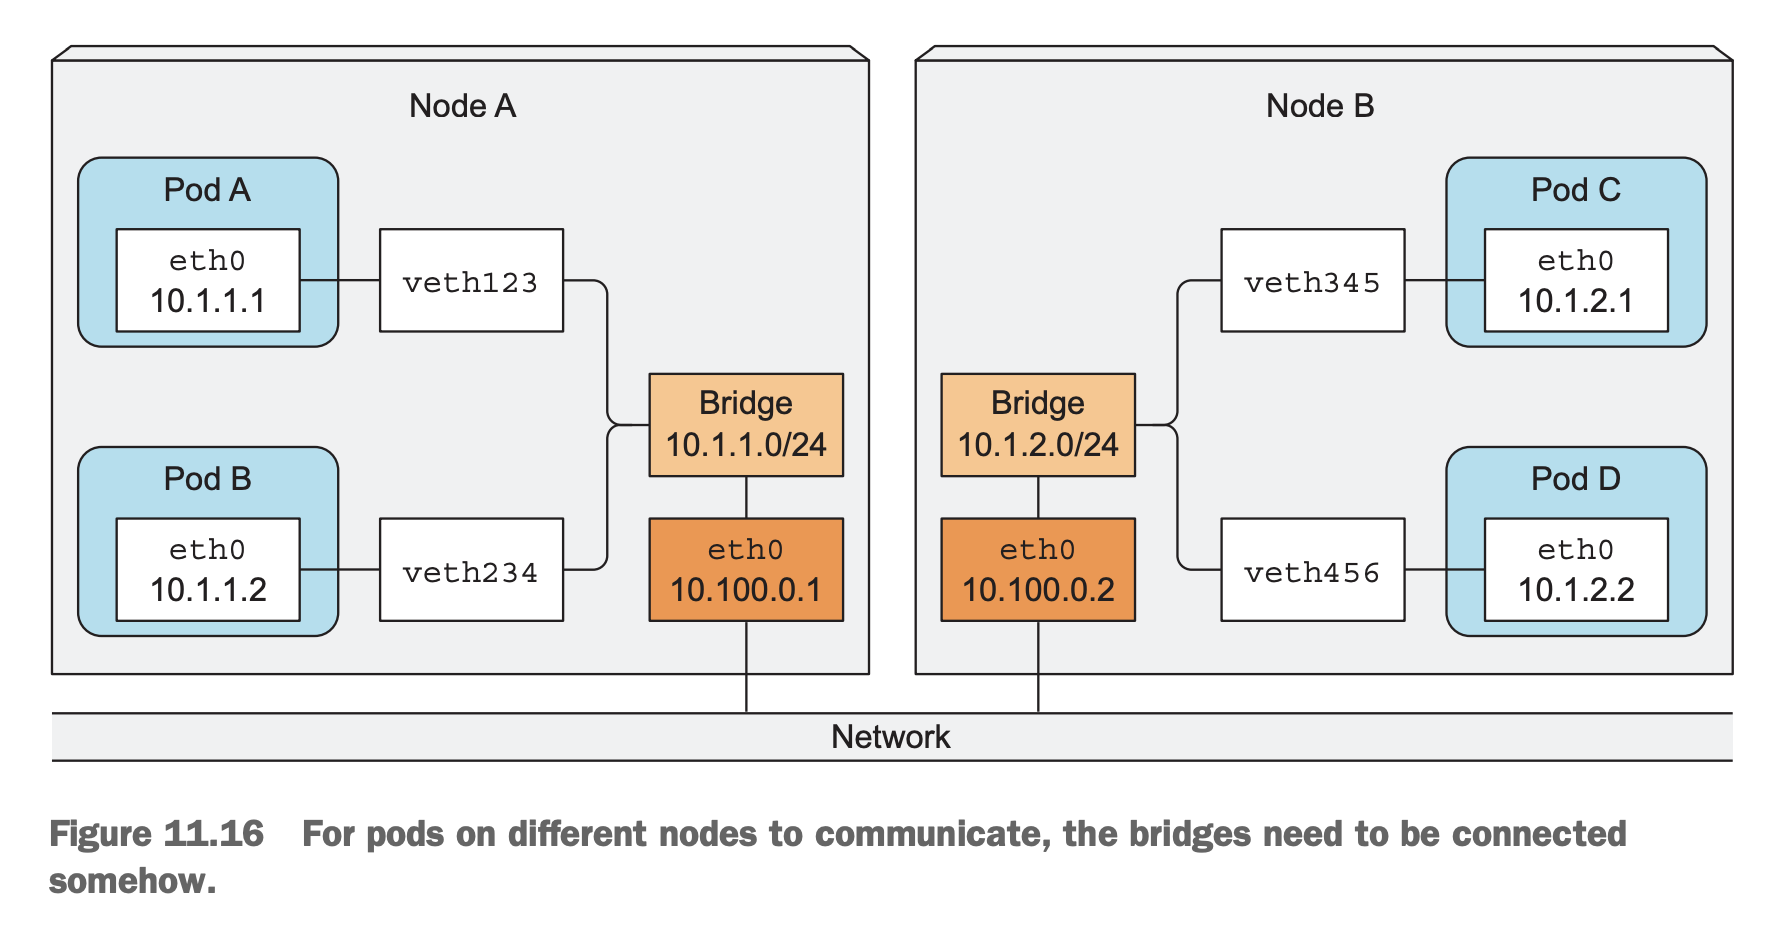 Node A
Pod A
eth0
10.1.1.1
veth123
Bridge
10.1.1.0/24
Pod B
eth0
10.1.1.2
veth234
eth0
10.100.0.1
Node B
Pod C
veth345
eth0
10.1.2.1
Bridge
10.1.2.0/24
Pod D
eth0
10.100.0.2
veth456
eth0
10.1.2.2
Network
Figure 11.16 For pods on different nodes to communicate, the bridges need to be connected
somehow.